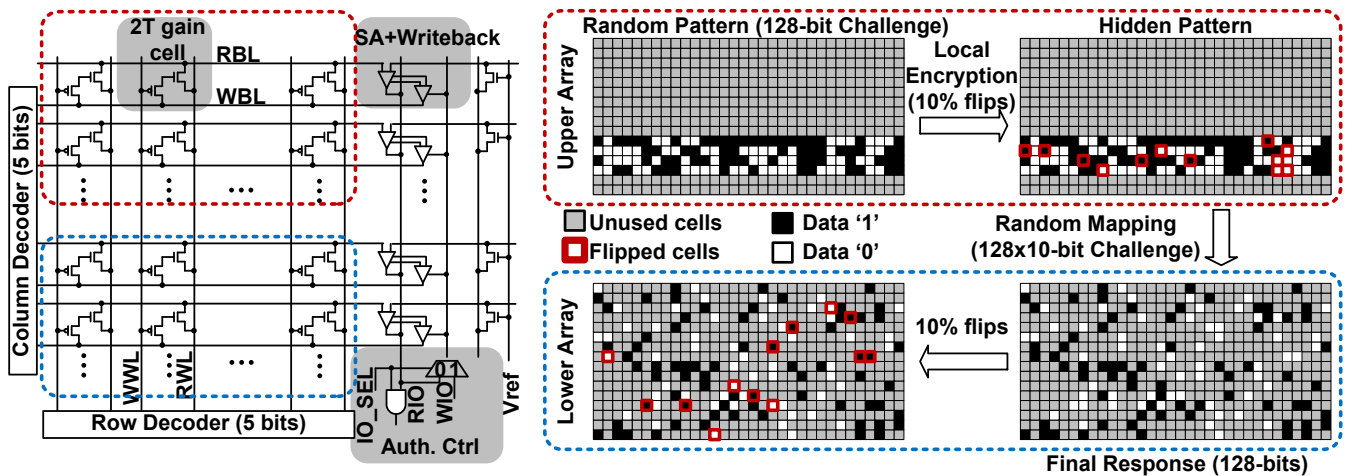 2T gain
cell
SA+Writeback
RBL
WBL
Column Decoder (5 bits)
WWL
RWL
Row Decoder (5 bits)
IO_SEL
RIO
WIO
0 1
Vref
Auth. Ctrl
Random Pattern (128-bit Challenge)
Hidden Pattern
Upper Array
Local
Encryption
(10% flips)
Unused cells
Data ‘1’
Flipped cells
Data ‘0’
Random Mapping
(128x10-bit Challenge)
Lower Array
10% flips
Final Response (128-bits)